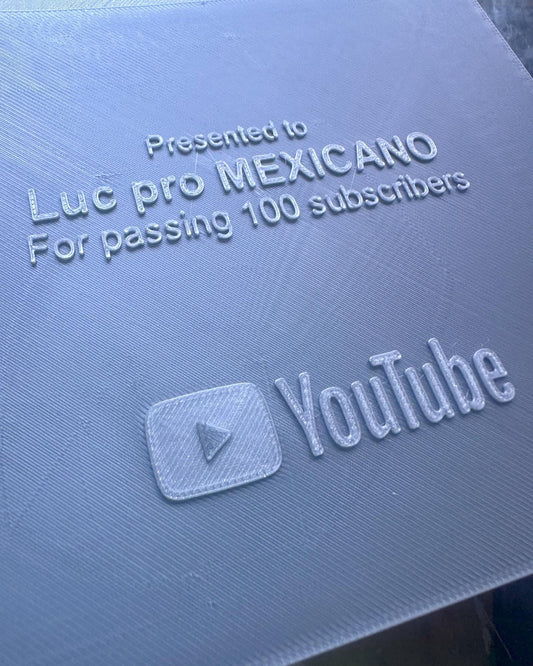 Presented to
Luc pro MEXICANO
For passing 100 subscribers
YouTube